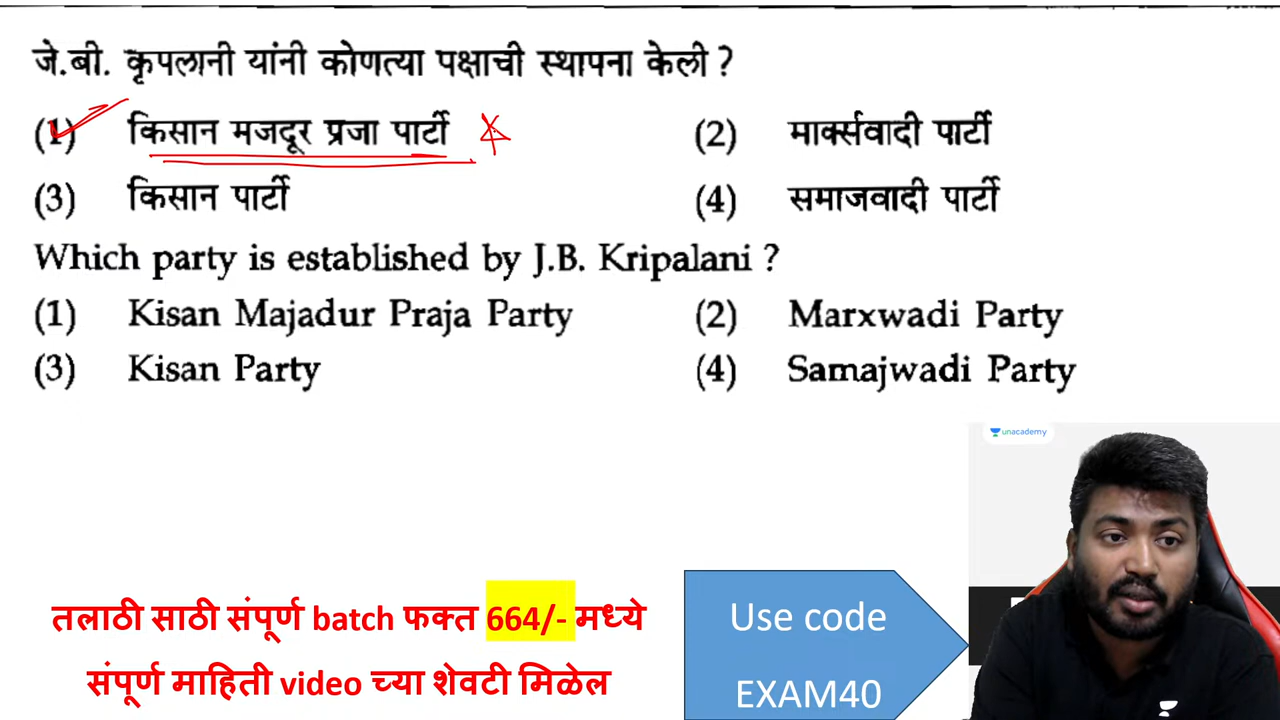 जे.बी. कृपलानी यांनी कोणत्या पक्षाची स्थापना केली ?
(1) किसान मजदूर प्रजा पार्टी (2) मार्क्सवादी पार्टी
(3) किसान पार्टी (4) समाजवादी पार्टी
Which party is established by J.B. Kripalani ?
(1) Kisan Majadur Praja Party (2) Marxwadi Party
(3) Kisan Party (4) Samajwadi Party
unacademy
तलाठी साठी संपूर्ण batch फक्त 664/- मध्ये
संपूर्ण माहिती video च्या शेवटी मिळेल
Use code
EXAM40